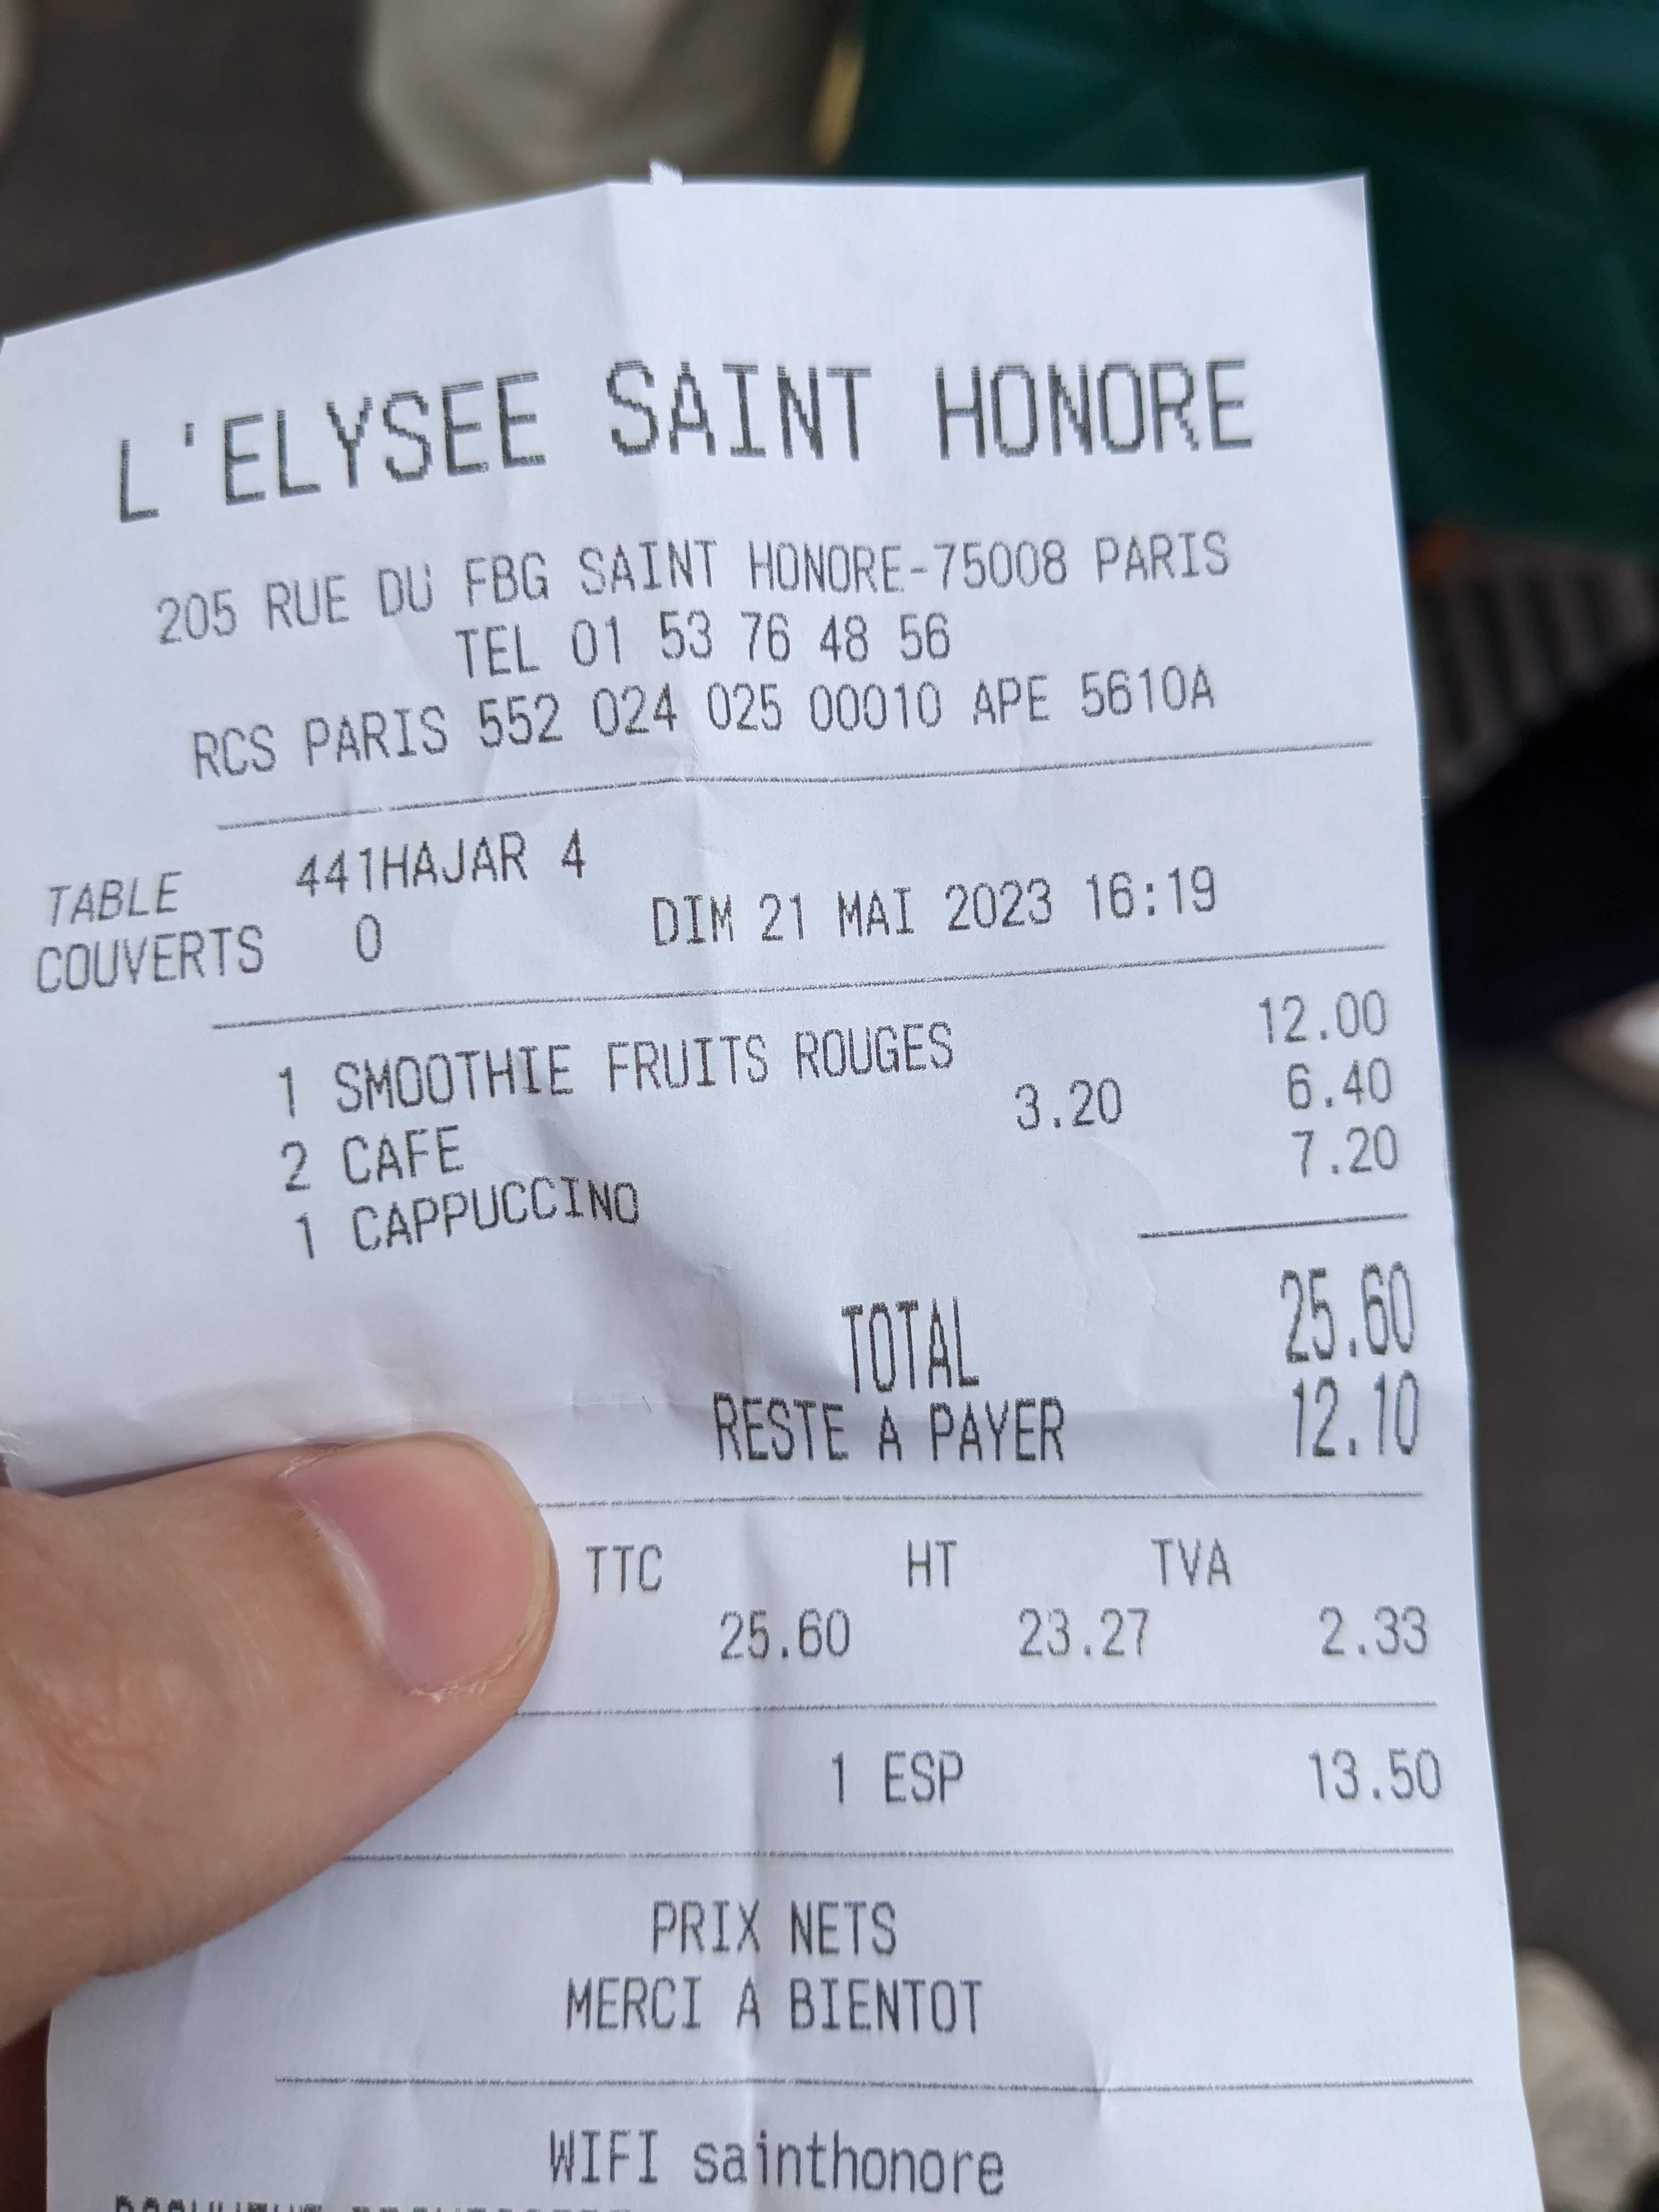 L'ELYSEE SAINT HONORE
205 RUE DU FBG SAINT HONORE-75008 PARIS
TEL 01 53 76 48 56
RCS PARIS 552 024 025 00010 APE 5610A
TABLE 441HAJAR 4
COUVERTS 0 DIM 21 MAI 2023 16:19
1 SMOOTHIE FRUITS ROUGES 12.00
2 CAFE 3.20 6.40
1 CAPPUCCINO 7.20
TOTAL 25.60
RESTE A PAYER 12.10
TTC HT TVA
25.60 23.27 2.33
1 ESP 13.50
PRIX NETS
MERCI A BIENTOT
WIFI sainthonore